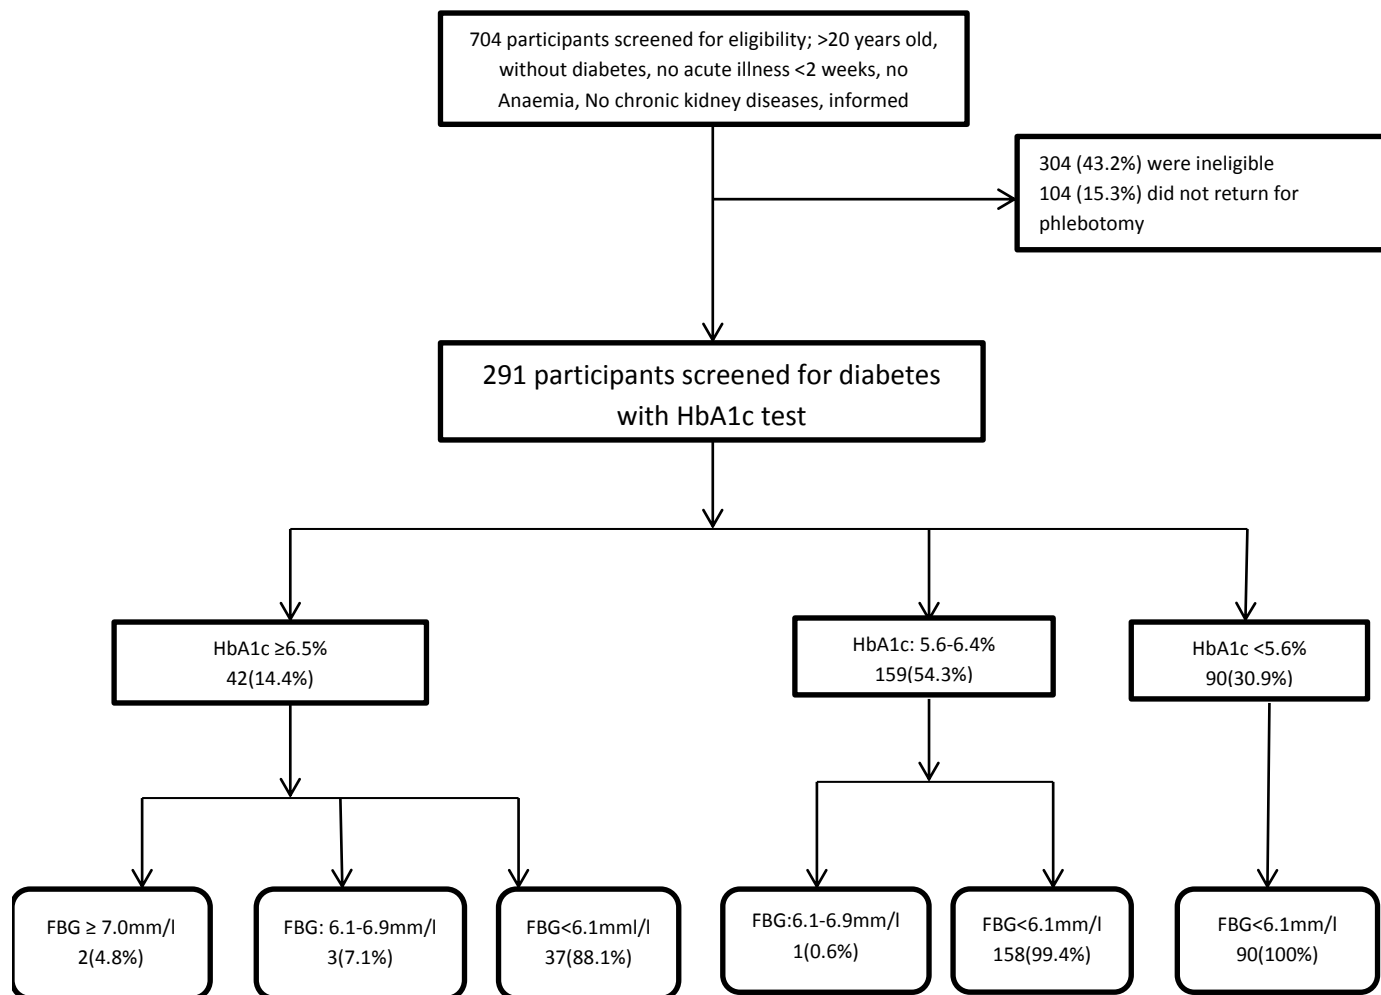 704 participants screened for eligibility; >20 years old,
without diabetes, no acute illness <2 weeks, no
Anaemia, No chronic kidney diseases, informed
304 (43.2%) were ineligible
104 (15.3%) did not return for
phlebotomy
291 participants screened for diabetes
with HbA1c test
HbA1c ≥6.5%
42(14.4%)
HbA1c: 5.6-6.4%
159(54.3%)
HbA1c <5.6%
90(30.9%)
FBG ≥ 7.0mm/l
2(4.8%)
FBG: 6.1-6.9mm/l
3(7.1%)
FBG<6.1mml/l
37(88.1%)
FBG:6.1-6.9mm/l
1(0.6%)
FBG<6.1mm/l
158(99.4%)
FBG<6.1mm/l
90(100%)